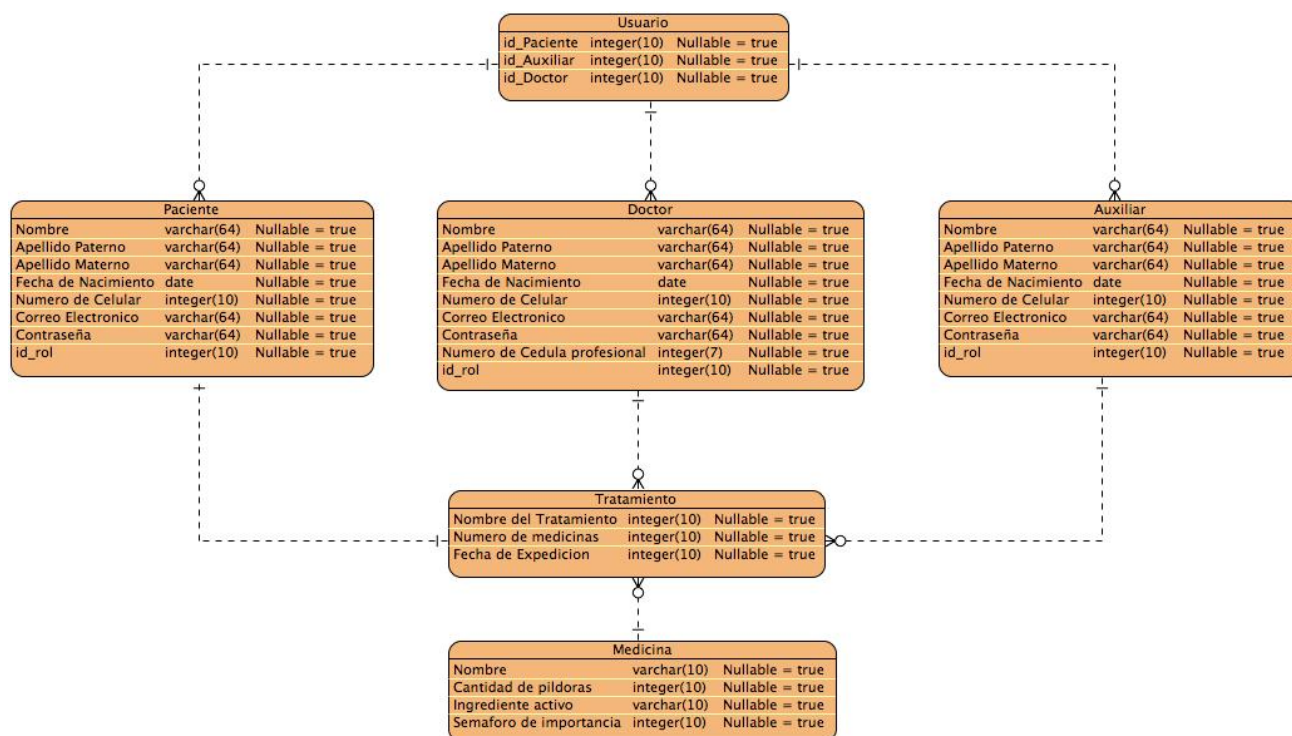 Usuario
id_Paciente integer(10) Nullable = true
id_Auxiliar integer(10) Nullable = true
id_Doctor integer(10) Nullable = true
Paciente
Nombre varchar(64) Nullable = true
Apellido Paterno varchar(64) Nullable = true
Apellido Materno varchar(64) Nullable = true
Fecha de Nacimiento date Nullable = true
Numero de Celular integer(10) Nullable = true
Correo Electronico varchar(64) Nullable = true
Contraseña varchar(64) Nullable = true
id_rol integer(10) Nullable = true
Doctor
Nombre varchar(64) Nullable = true
Apellido Paterno varchar(64) Nullable = true
Apellido Materno varchar(64) Nullable = true
Fecha de Nacimiento date Nullable = true
Numero de Celular integer(10) Nullable = true
Correo Electronico varchar(64) Nullable = true
Contraseña varchar(64) Nullable = true
Numero de Cedula profesional integer(7) Nullable = true
id_rol integer(10) Nullable = true
Auxiliar
Nombre varchar(64) Nullable = true
Apellido Paterno varchar(64) Nullable = true
Apellido Materno varchar(64) Nullable = true
Fecha de Nacimiento date Nullable = true
Numero de Celular integer(10) Nullable = true
Correo Electronico varchar(64) Nullable = true
Contraseña varchar(64) Nullable = true
id_rol integer(10) Nullable = true
Tratamiento
Nombre del Tratamiento integer(10) Nullable = true
Numero de medicinas integer(10) Nullable = true
Fecha de Expedicion integer(10) Nullable = true
Medicina
Nombre varchar(10) Nullable = true
Cantidad de pildoras integer(10) Nullable = true
Ingrediente activo varchar(10) Nullable = true
Semaforo de importancia integer(10) Nullable = true